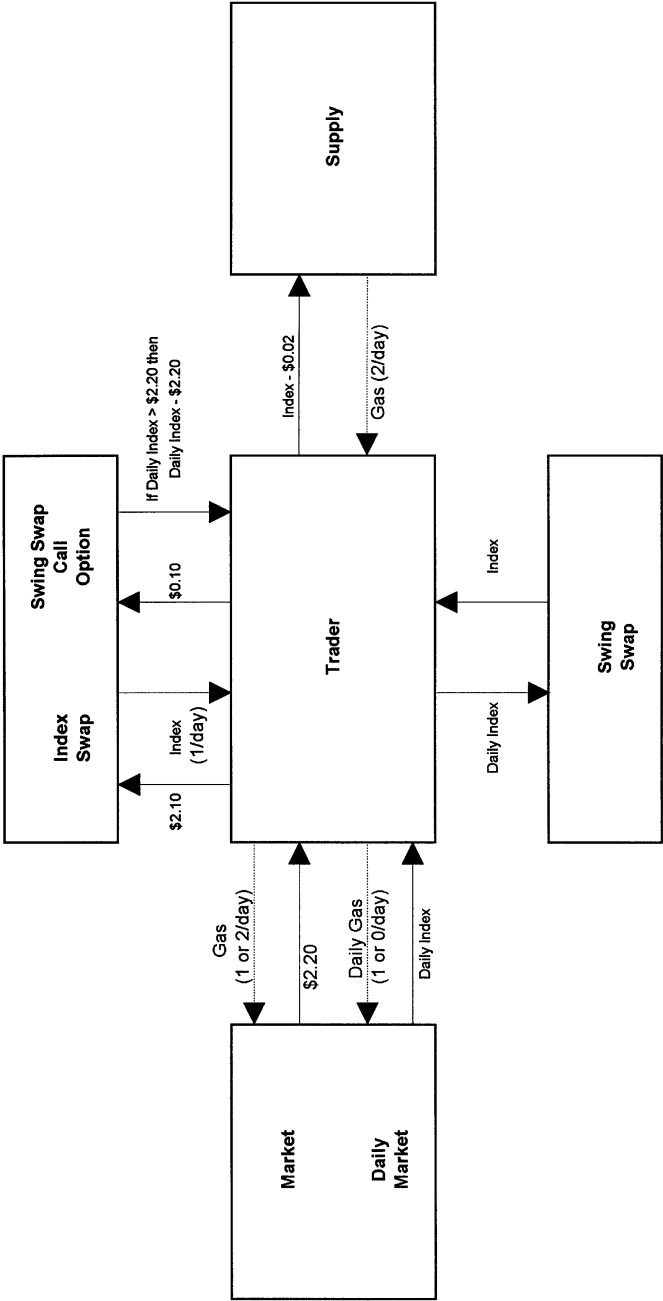 Index
Swap
Swing Swap
Call
Option
$2.10
Index
(1/day)
$0.10
If Daily Index > $2.20 then
Daily Index - $2.20
Market
Daily
Market
Gas
(1 or 2/day)
$2.20
Daily Gas
(1 or 0/day)
Daily Index
Trader
Index - $0.02
Gas (2/day)
Supply
Daily Index
Index
Swing
Swap